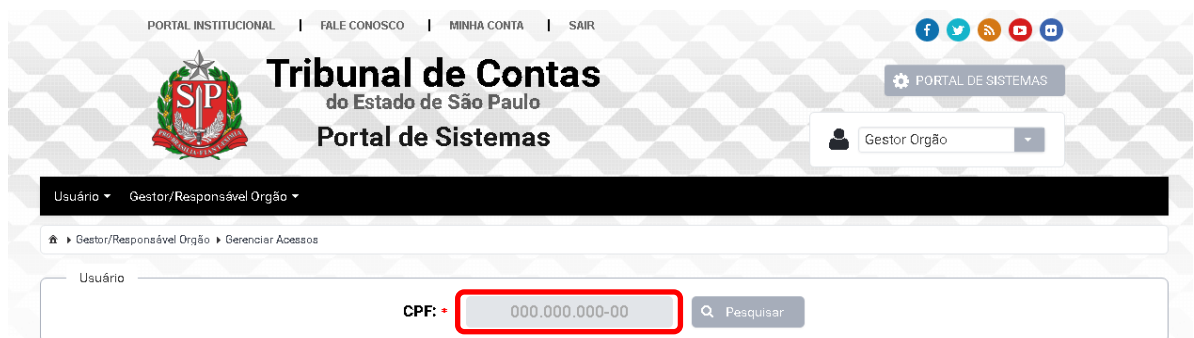 PORTAL INSTITUCIONAL | FALE CONOSCO | MINHA CONTA | SAIR
Tribunal de Contas
do Estado de São Paulo
Portal de Sistemas
SP
PORTAL DE SISTEMAS
Gestor Orgão
Usuário
Gestor/Responsável Orgão
Gestor/Responsável Orgão
Gerenciar Acessos
Usuário
CPF: *
000.000.000-00
Pesquisar